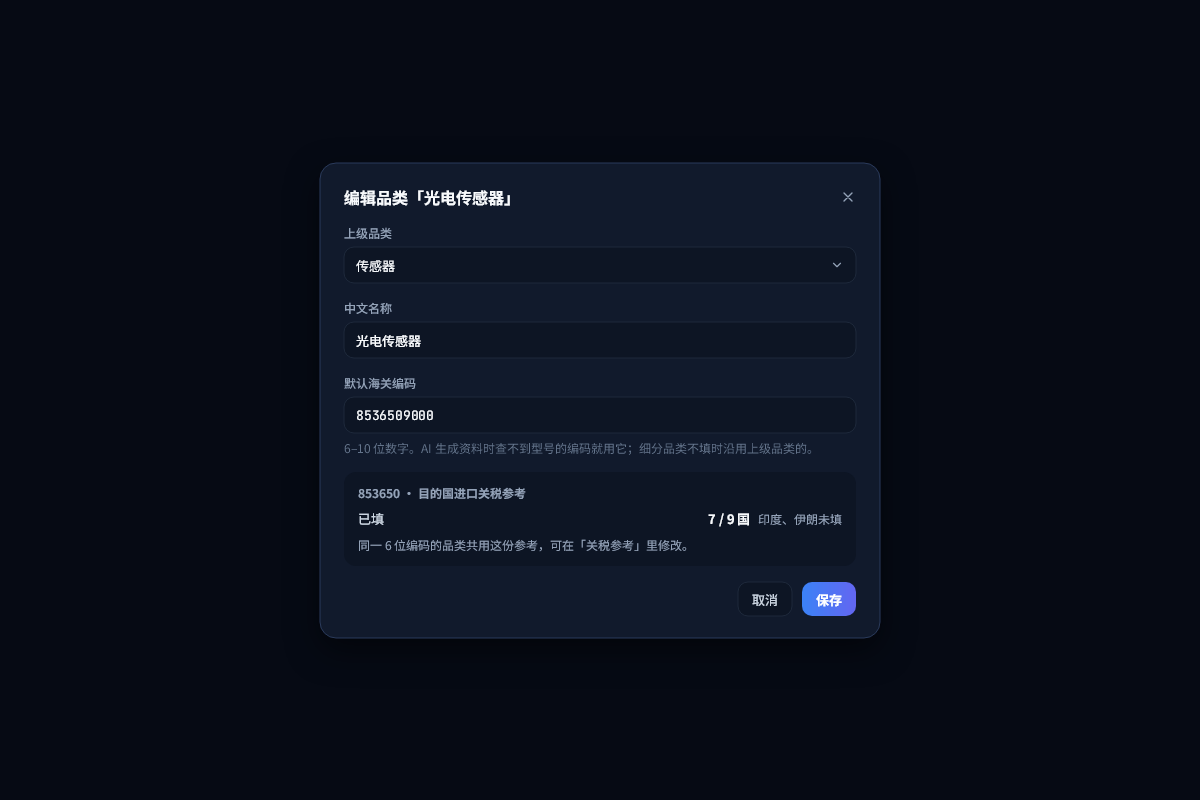 编辑品类「光电传感器」
上级品类
传感器
中文名称
光电传感器
默认海关编码
8536509000
6–10 位数字。AI 生成资料时查不到型号的编码就用它；细分品类不填时沿用上级品类的。
853650 · 目的国进口关税参考
已填 7 / 9 国 印度、伊朗未填
同一 6 位编码的品类共用这份参考，可在「关税参考」里修改。
取消 保存